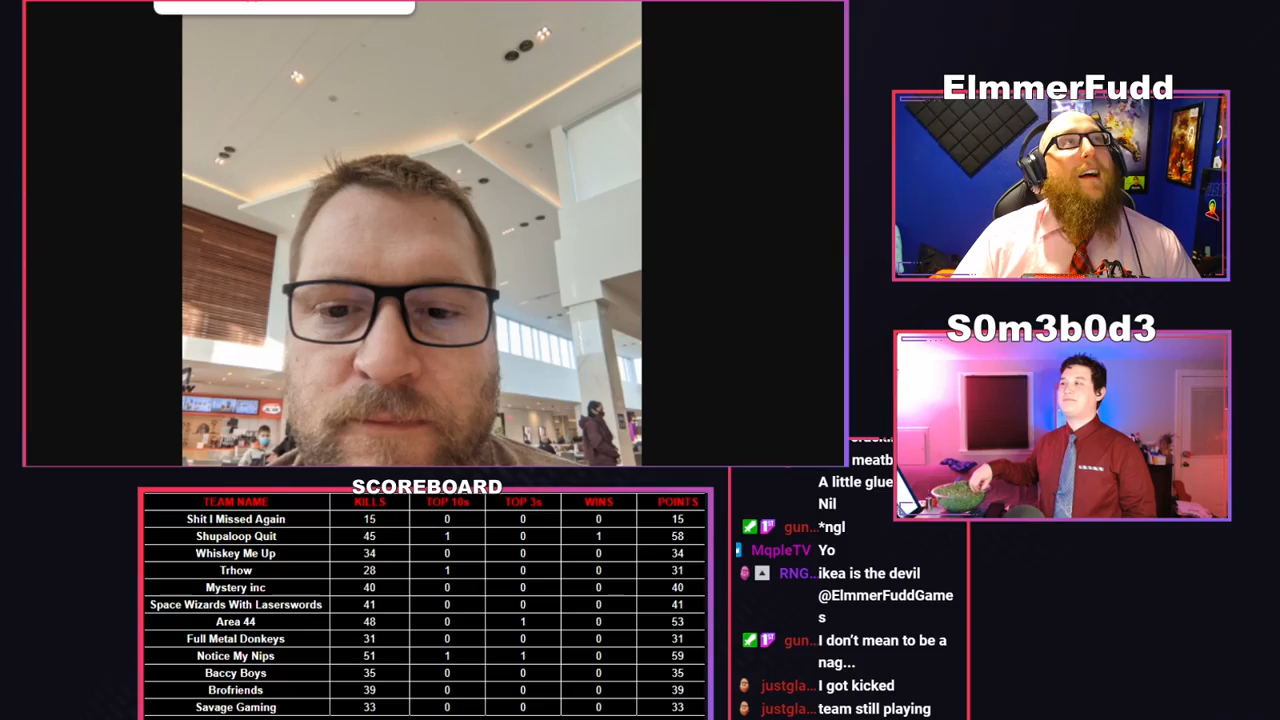 ElmmerFudd
S0m3b0d3
SCOREBOARD
TEAM NAME KILLS TOP 10s TOP 3s WINS POINTS
Shit I Missed Again 15 0 0 0 15
Shupaloop Quit 45 1 0 1 58
Whiskey Me Up 34 0 0 0 34
Trhow 28 1 0 0 31
Mystery inc 40 0 0 0 40
Space Wizards With Laserswords 41 0 0 0 41
Area 44 48 0 1 0 53
Full Metal Donkeys 31 0 0 0 31
Notice My Nips 51 1 1 0 59
Baccy Boys 35 0 0 0 35
Brofriends 39 0 0 0 39
Savage Gaming 33 0 0 0 33
meatb
A little glue
Nil
gun... *ngl
MqpleTV Yo
RNG... ikea is the devil
@ElmmerFuddGame
s
gun... I don't mean to be a
nag...
justgla... I got kicked
justgla... team still playing